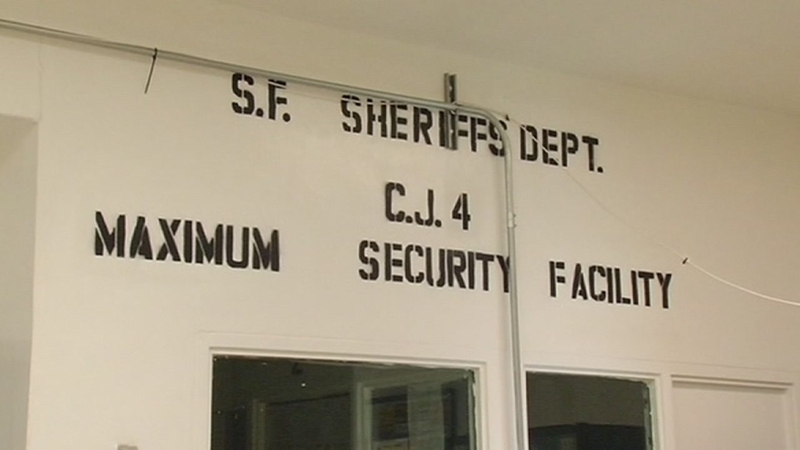 S.F. SHERIFFS DEPT.
C.J. 4
MAXIMUM SECURITY FACILITY